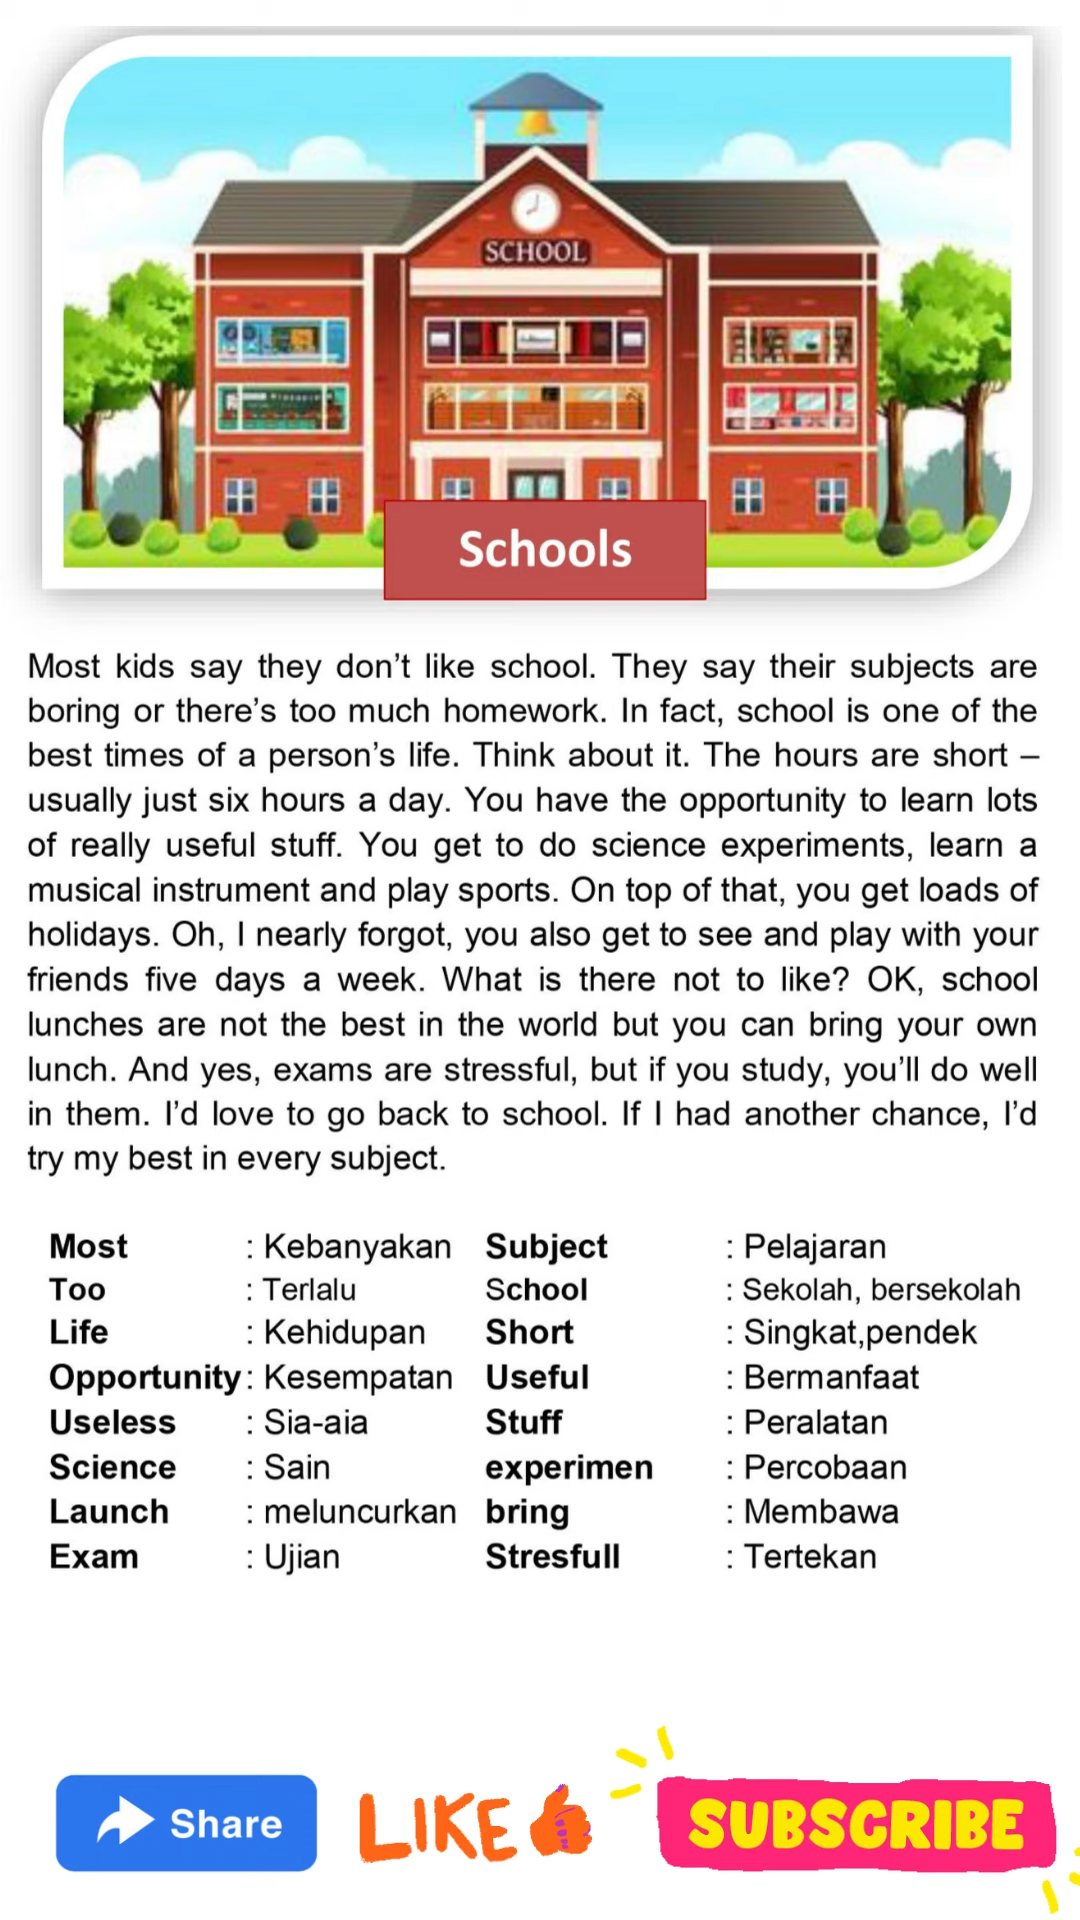 SCHOOL
Schools
Most kids say they don’t like school. They say their subjects are
boring or there’s too much homework. In fact, school is one of the
best times of a person’s life. Think about it. The hours are short –
usually just six hours a day. You have the opportunity to learn lots
of really useful stuff. You get to do science experiments, learn a
musical instrument and play sports. On top of that, you get loads of
holidays. Oh, I nearly forgot, you also get to see and play with your
friends five days a week. What is there not to like? OK, school
lunches are not the best in the world but you can bring your own
lunch. And yes, exams are stressful, but if you study, you’ll do well
in them. I’d love to go back to school. If I had another chance, I’d
try my best in every subject.
Most : Kebanyakan Subject : Pelajaran
Too : Terlalu School : Sekolah, bersekolah
Life : Kehidupan Short : Singkat,pendek
Opportunity : Kesempatan Useful : Bermanfaat
Useless : Sia-aia Stuff : Peralatan
Science : Sain experimen : Percobaan
Launch : meluncurkan bring : Membawa
Exam : Ujian Stresfull : Tertekan
Share LIKE SUBSCRIBE